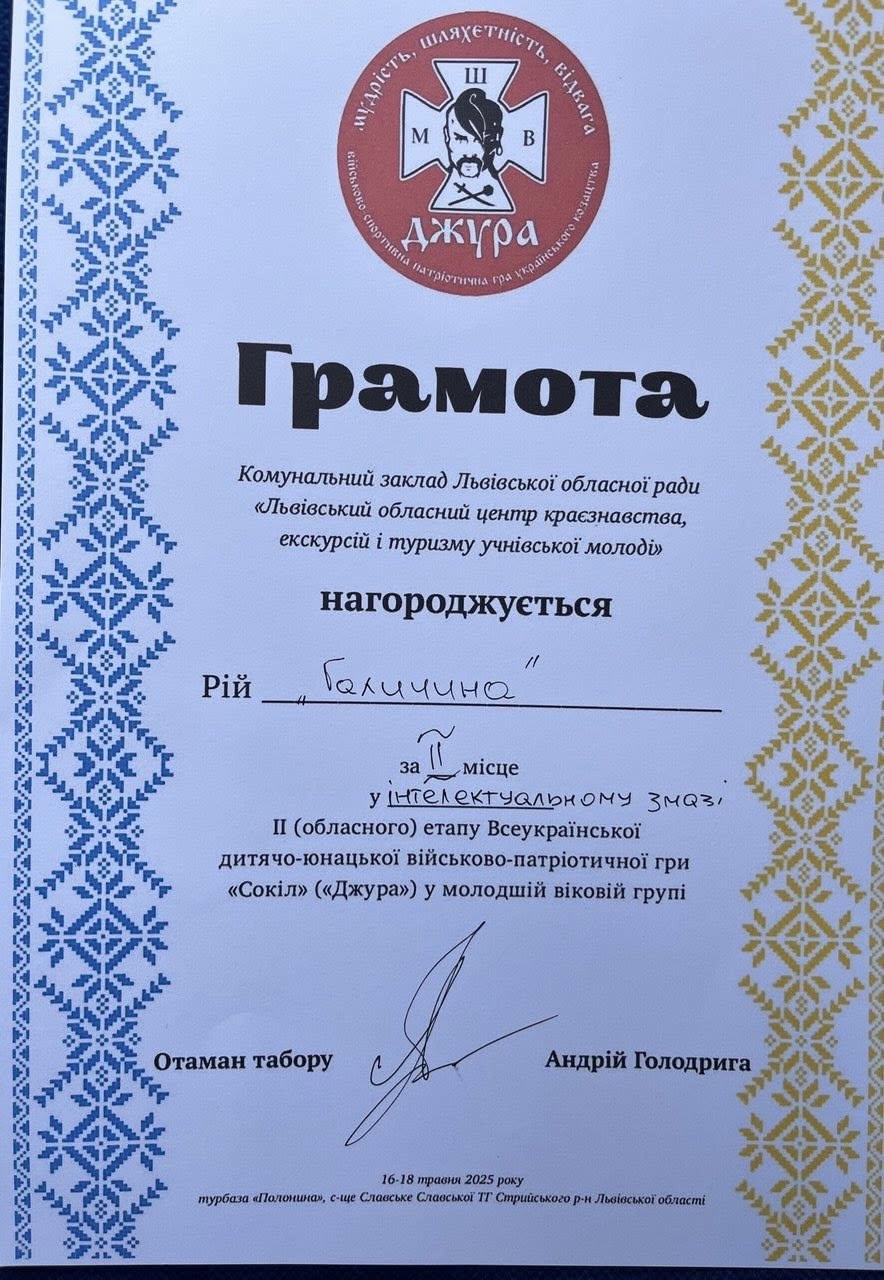 мудрість, шляхетність, відвага
Ш
М В
джура
військово-спортивна патріотична гра українського козацтва
Грамота
Комунальний заклад Львівської обласної ради
«Львівський обласний центр краєзнавства,
екскурсій і туризму учнівської молоді»
нагороджується
Рій „Галичина"
за ІІ місце
у інтелектуальному змазі
ІІ (обласного) етапу Всеукраїнської
дитячо-юнацької військово-патріотичної гри
«Сокіл» («Джура») у молодшій віковій групі
Отаман табору Андрій Голодрига
16-18 травня 2025 року
турбаза «Полонина», с-ще Славське Славської ТГ Стрийського р-н Львівської області